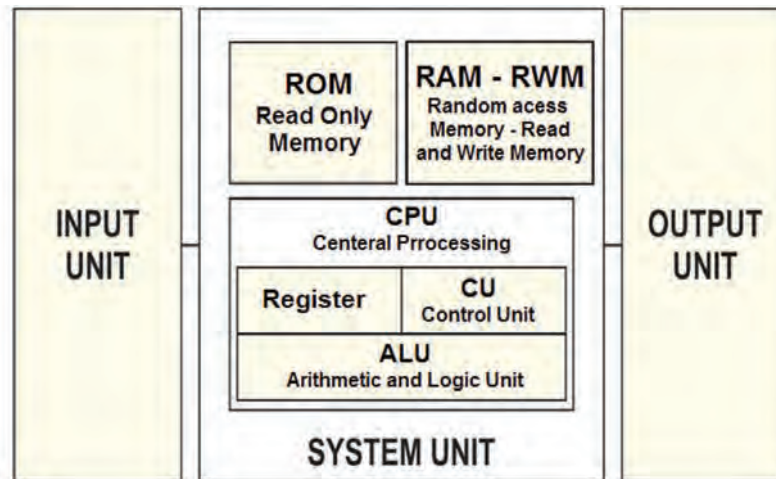 INPUT
UNIT
ROM
Read Only
Memory
RAM - RWM
Random acess
Memory - Read
and Write Memory
CPU
Centeral Prrocessing
Register
CU
Control Unit
ALU
Arithmetic and Logic Unit
SYSTEM UNIT
OUTPUT
UNIT